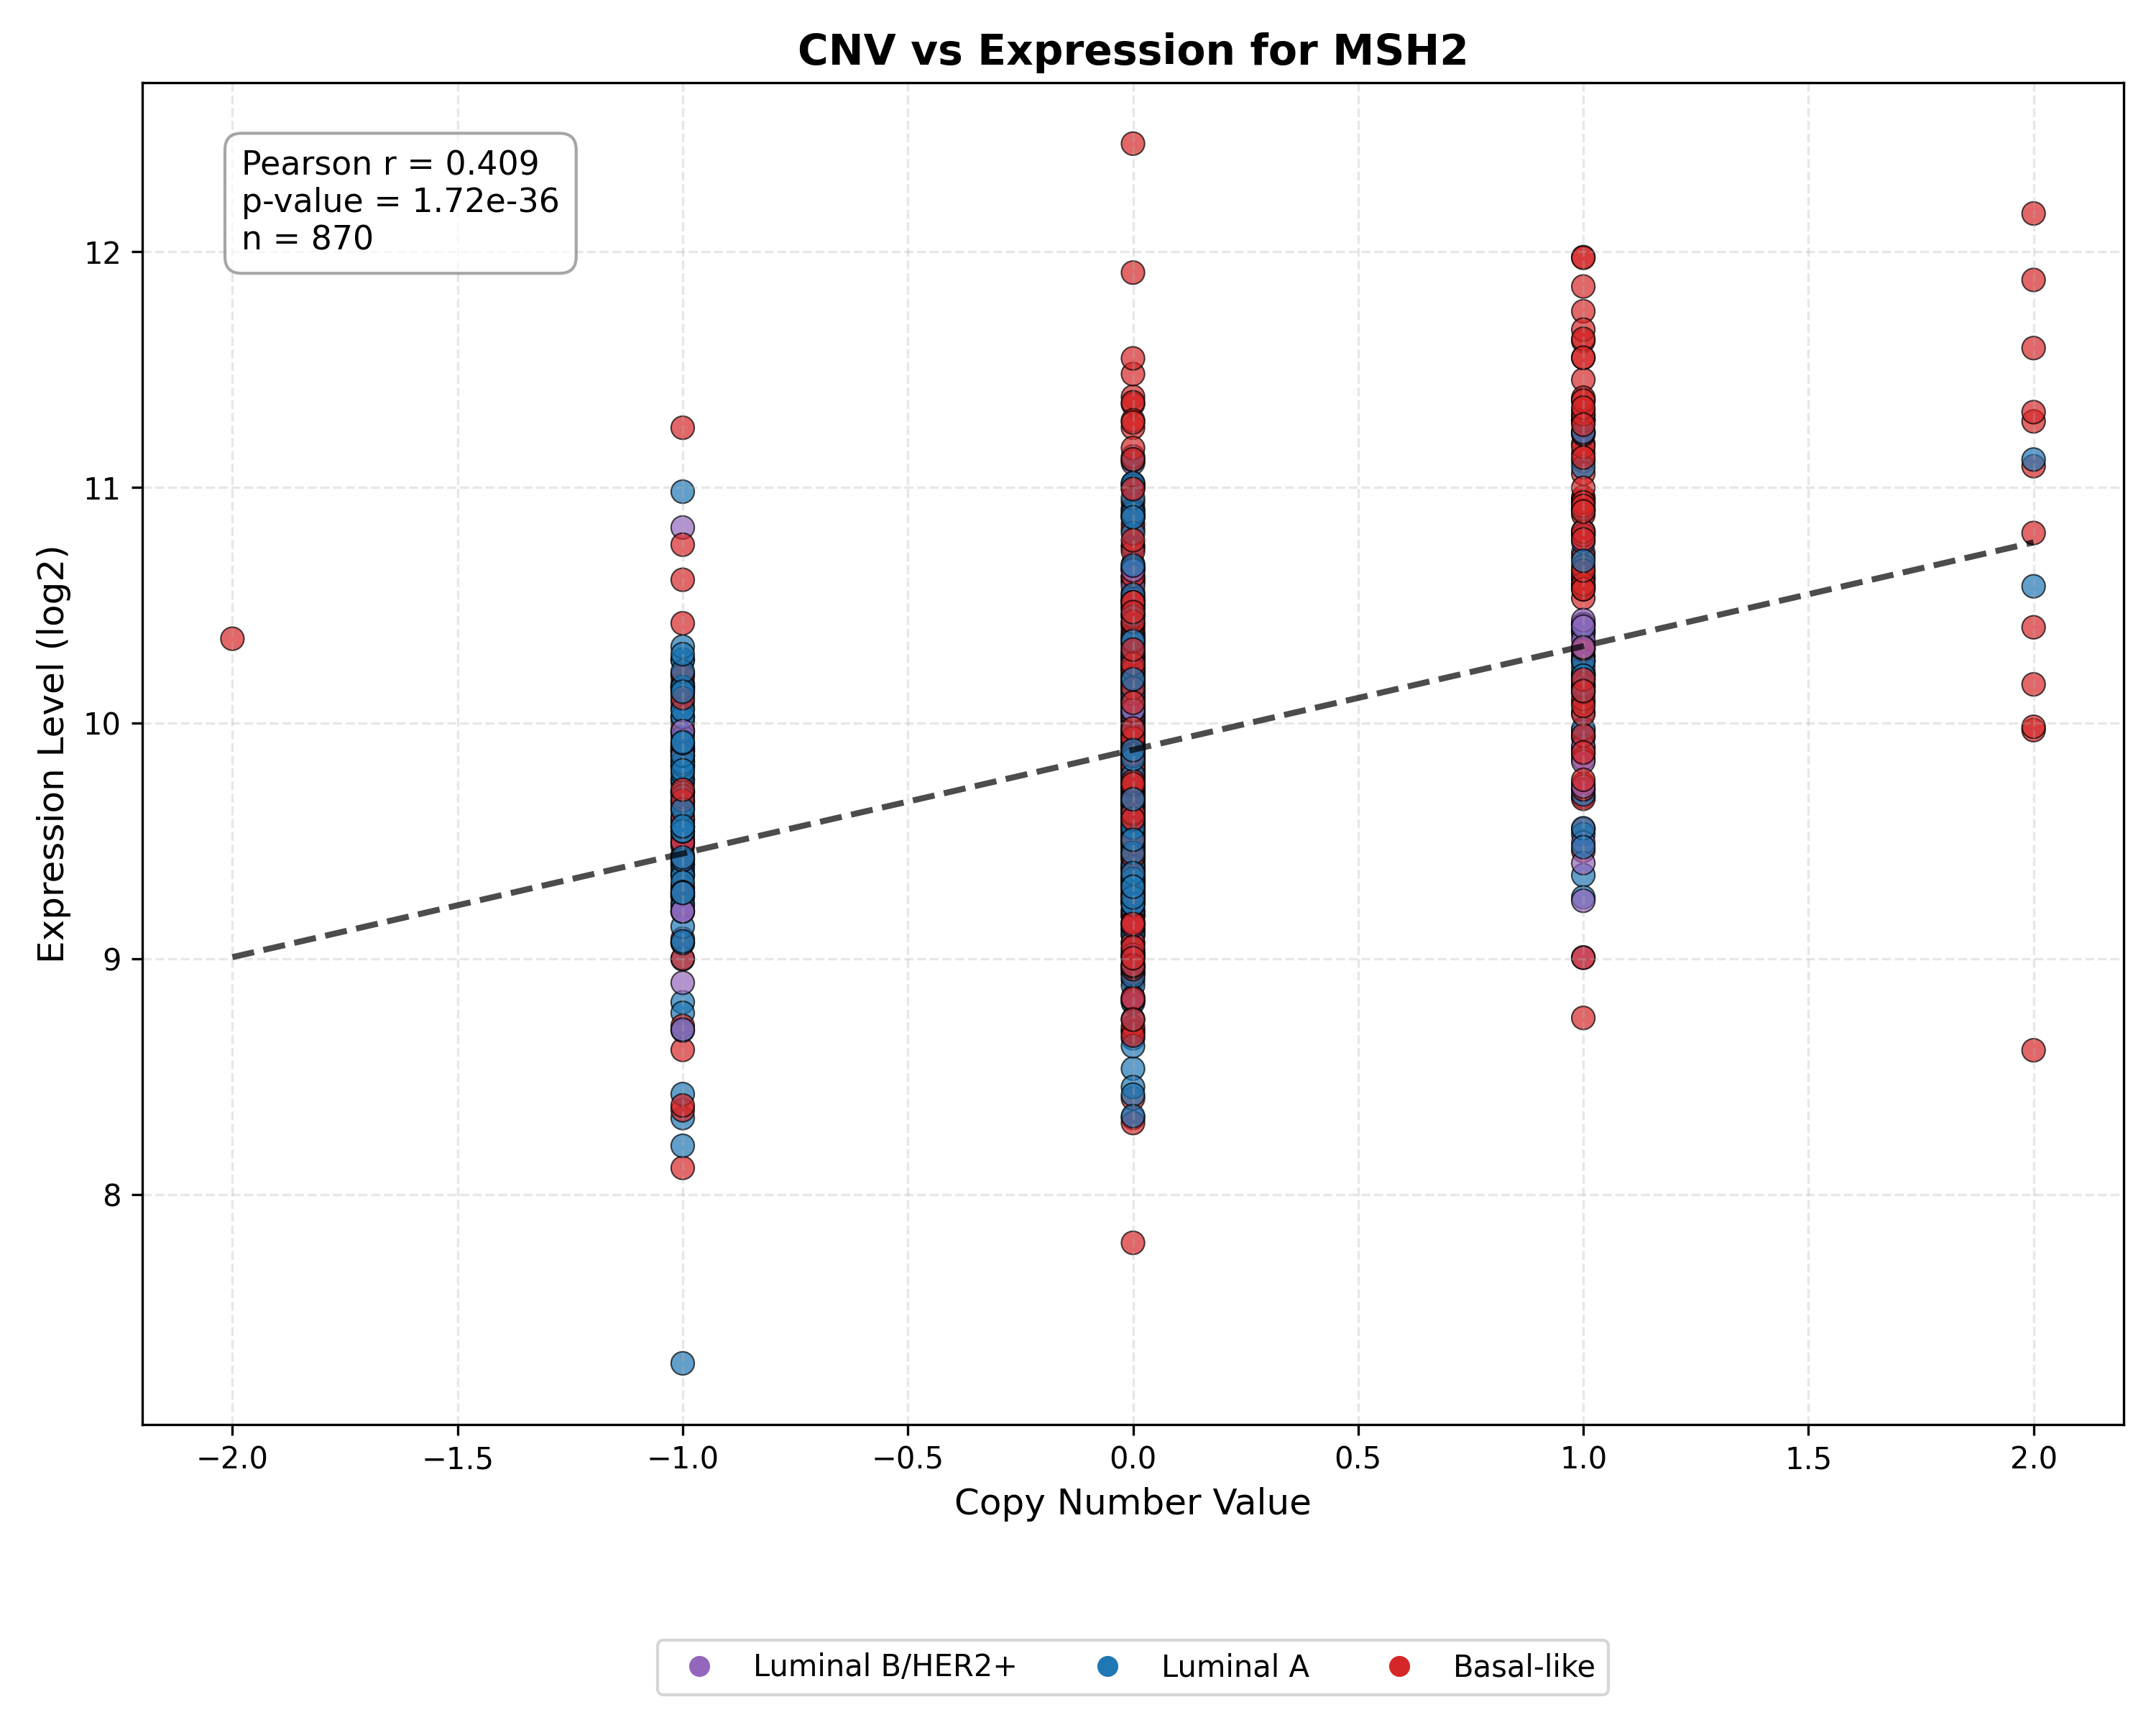 CNV vs Expression for MSH2
Pearson r = 0.409
p-value = 1.72e-36
n = 870
Expression Level (log2)
12
11
10
9
8
−2.0 −1.5 −1.0 −0.5 0.0 0.5 1.0 1.5 2.0
Copy Number Value
Luminal B/HER2+ Luminal A Basal-like